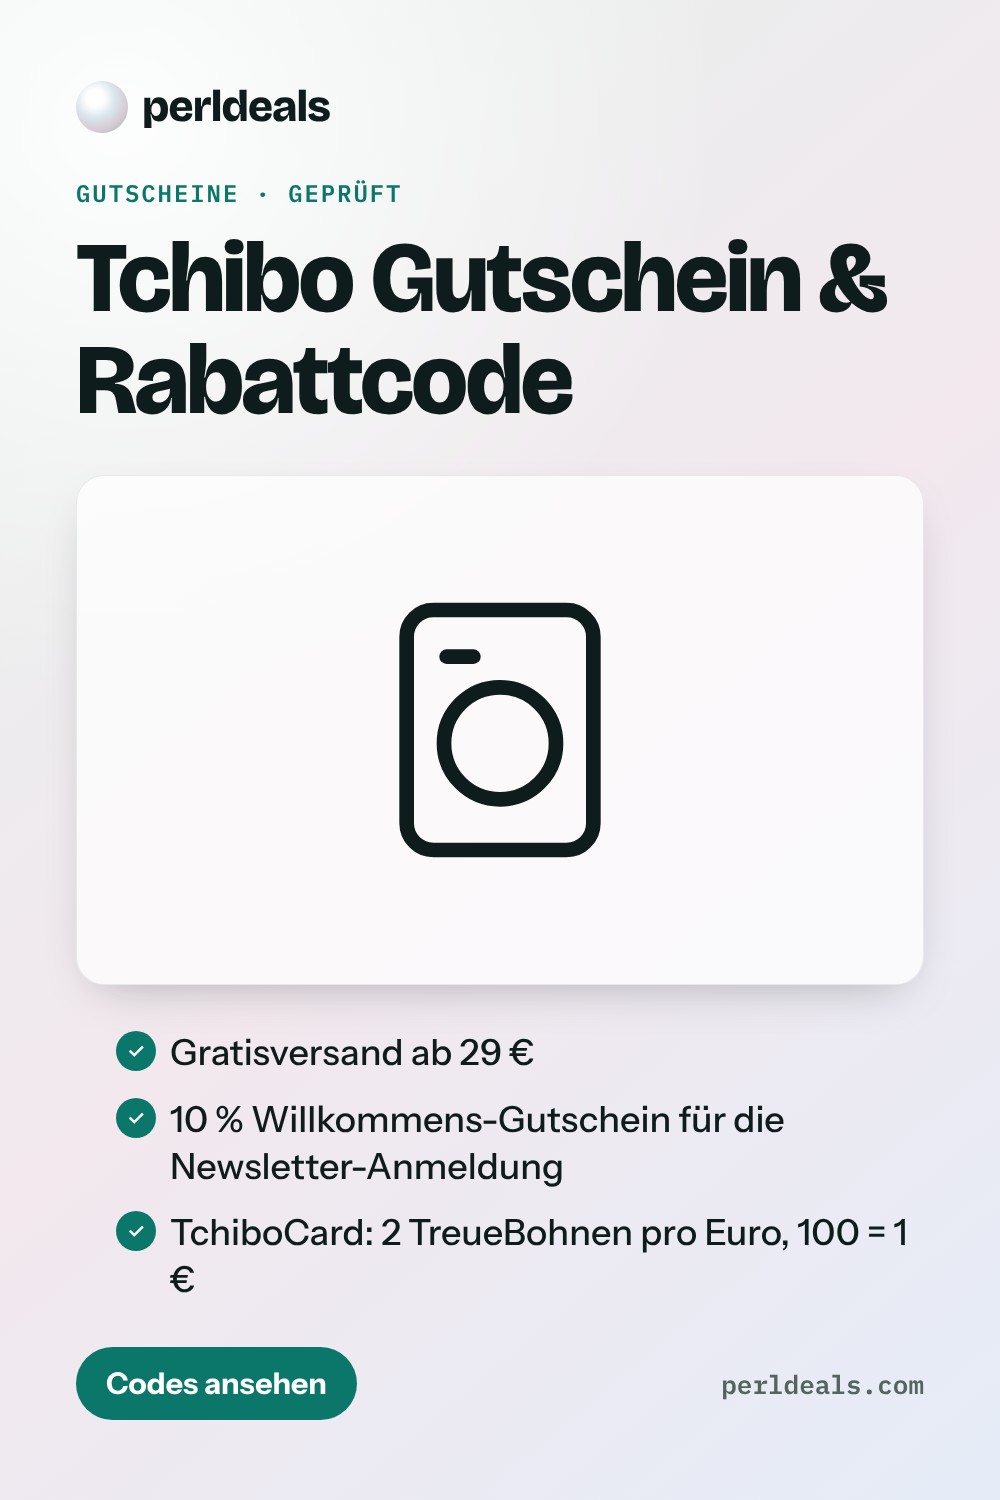 perldeals
GUTSCHEINE · GEPRÜFT
Tchibo Gutschein &
Rabattcode
Gratisversand ab 29 €
10 % Willkommens-Gutschein für die
Newsletter-Anmeldung
TchiboCard: 2 TreueBohnen pro Euro, 100 = 1
€
Codes ansehen
perldeals.com